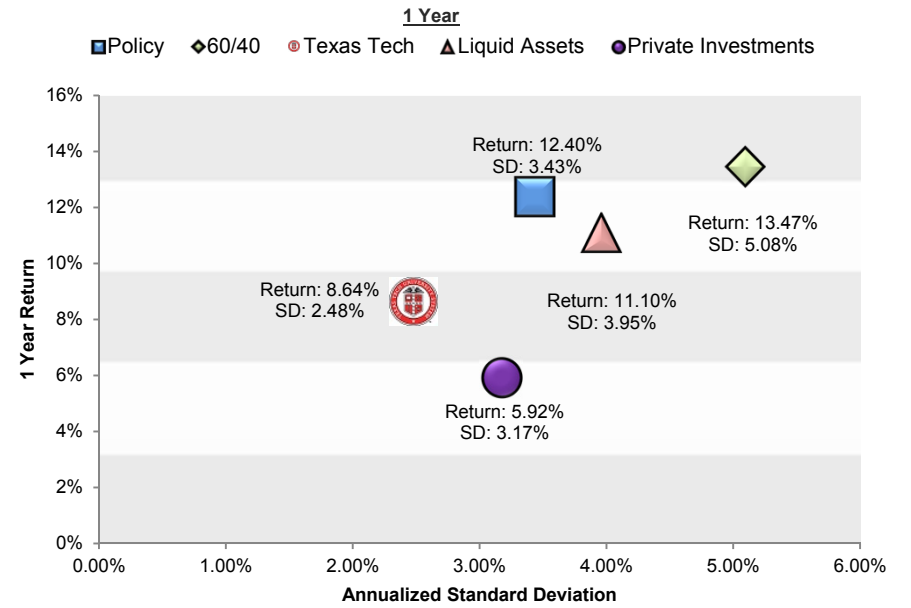 1 Year
Policy 60/40 Texas Tech Liquid Assets Private Investments
16%
14%
12%
10%
8%
6%
4%
2%
0%
1 Year Return
Return: 12.40%
SD: 3.43%
Return: 13.47%
SD: 5.08%
Return: 8.64%
SD: 2.48%
Return: 11.10%
SD: 3.95%
Return: 5.92%
SD: 3.17%
0.00% 1.00% 2.00% 3.00% 4.00% 5.00% 6.00%
Annualized Standard Deviation